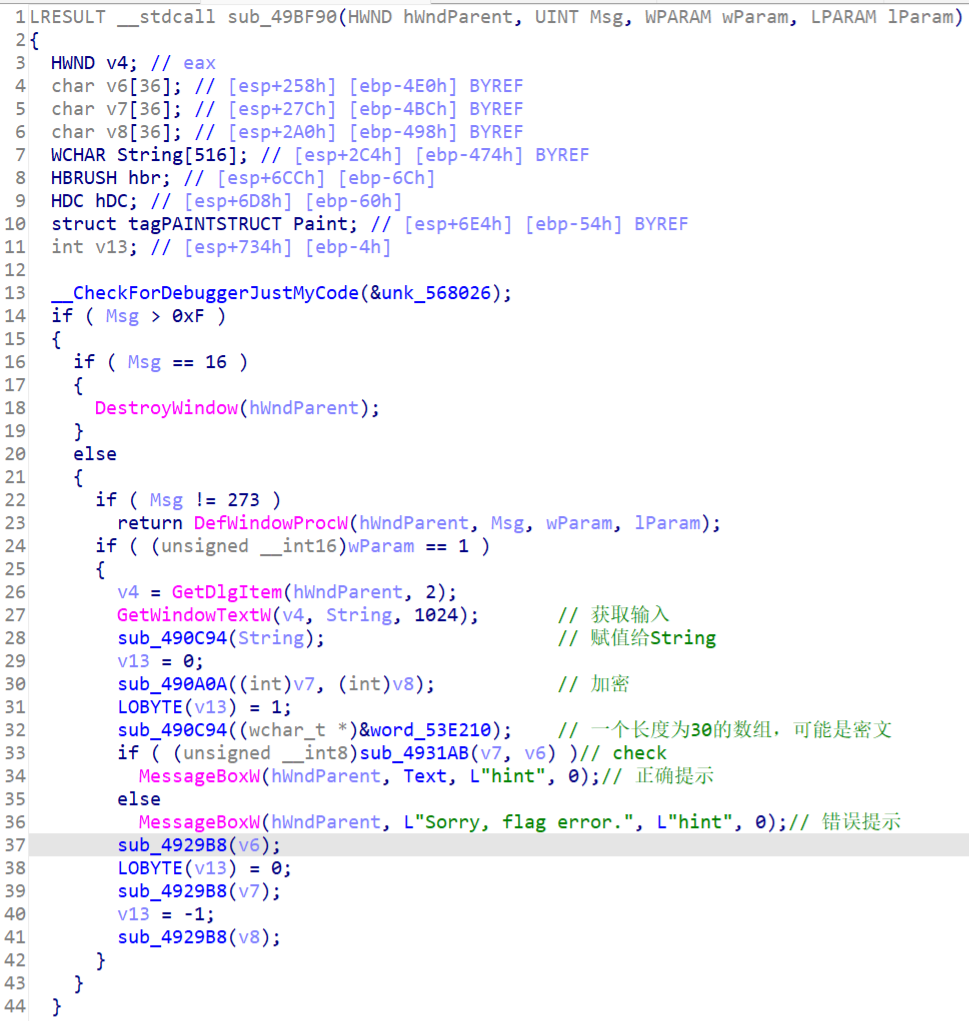 1 LRESULT __stdcall sub_49BF90(HWND hWndParent, UINT Msg, WPARAM wParam, LPARAM lParam)
2 {
3   HWND v4; // eax
4   char v6[36]; // [esp+258h] [ebp-4E0h] BYREF
5   char v7[36]; // [esp+27Ch] [ebp-4BCh] BYREF
6   char v8[36]; // [esp+2A0h] [ebp-498h] BYREF
7   WCHAR String[516]; // [esp+2C4h] [ebp-474h] BYREF
8   HBRUSH hbr; // [esp+6CCh] [ebp-6Ch]
9   HDC hDC; // [esp+6D8h] [ebp-60h]
10   struct tagPAINTSTRUCT Paint; // [esp+6E4h] [ebp-54h] BYREF
11   int v13; // [esp+734h] [ebp-4h]
12
13   __CheckForDebuggerJustMyCode(&unk_568026);
14   if ( Msg > 0xF )
15   {
16     if ( Msg == 16 )
17     {
18       DestroyWindow(hWndParent);
19     }
20     else
21     {
22       if ( Msg != 273 )
23         return DefWindowProcW(hWndParent, Msg, wParam, lParam);
24       if ( (unsigned __int16)wParam == 1 )
25       {
26         v4 = GetDlgItem(hWndParent, 2);
27         GetWindowTextW(v4, String, 1024);       // 获取输入
28         sub_490C94(String);                     // 赋值给String
29         v13 = 0;
30         sub_490A0A((int)v7, (int)v8);           // 加密
31         LOBYTE(v13) = 1;
32         sub_490C94((wchar_t *)&word_53E210);    // 一个长度为30的数组，可能是密文
33         if ( (unsigned __int8)sub_4931AB(v7, v6) )// check
34           MessageBoxW(hWndParent, Text, L"hint", 0);// 正确提示
35         else
36           MessageBoxW(hWndParent, L"Sorry, flag error.", L"hint", 0);// 错误提示
37         sub_4929B8(v6);
38         LOBYTE(v13) = 0;
39         sub_4929B8(v7);
40         v13 = -1;
41         sub_4929B8(v8);
42       }
43     }
44   }